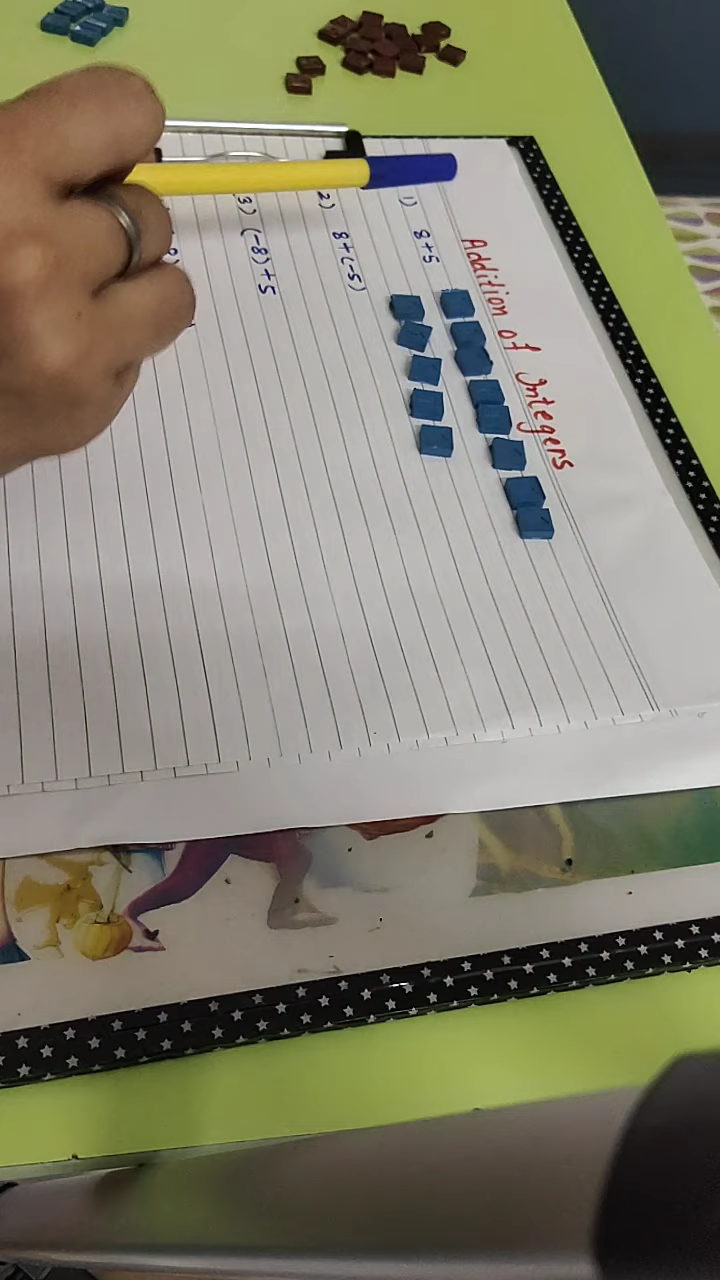 Addition of Integers
1) 8+5
2) 8+(-5)
3) (-8)+5